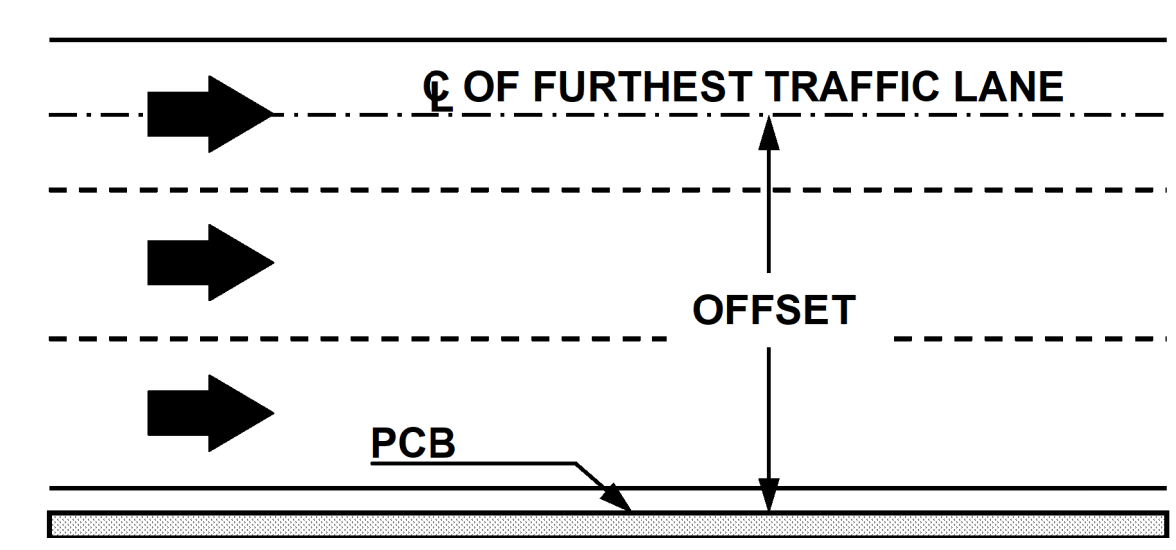 ℄ OF FURTHEST TRAFFIC LANE
OFFSET
PCB